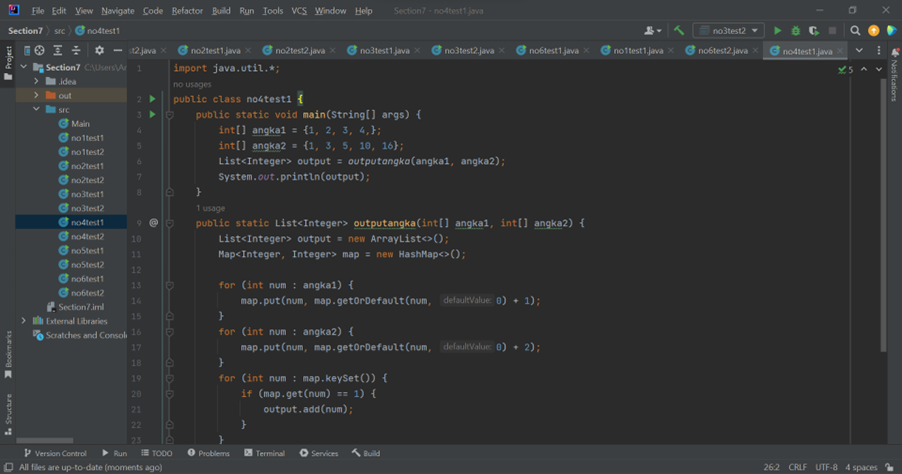 File Edit View Navigate Code Refactor Build Run Tools VCS Window Help Section7 - no4test1.java
Section7 src no4test1
no3test2
st2.java no2test1.java no2test2.java no3test1.java no3test2.java no6test1.java no1test1.java no6test2.java no4test1.java
Project
Section7
.idea
out
src
Main
no1test1
no1test2
no2test1
no2test2
no3test1
no3test2
no4test1
no4test2
no5test1
no5test2
no6test1
no6test2
Section7.iml
External Libraries
Scratches and Consol
Bookmarks
Structure
Notifications
5
1 import java.util.*;
no usages
2 public class no4test1 {
3 public static void main(String[] args) {
4 int[] angka1 = {1, 2, 3, 4,};
5 int[] angka2 = {1, 3, 5, 10, 16};
6 List<Integer> output = outputangka(angka1, angka2);
7 System.out.println(output);
8 }
1 usage
9 @ public static List<Integer> outputangka(int[] angka1, int[] angka2) {
10 List<Integer> output = new ArrayList<>();
11 Map<Integer, Integer> map = new HashMap<>();
12
13 for (int num : angka1) {
14 map.put(num, map.getOrDefault(num, defaultValue: 0) + 1);
15 }
16 for (int num : angka2) {
17 map.put(num, map.getOrDefault(num, defaultValue: 0) + 2);
18 }
19 for (int num : map.keySet()) {
20 if (map.get(num) == 1) {
21 output.add(num);
22 }
23 }
Version Control Run TODO Problems Terminal Services Build
All files are up-to-date (moments ago) 26:2 CRLF UTF-8 4 spaces